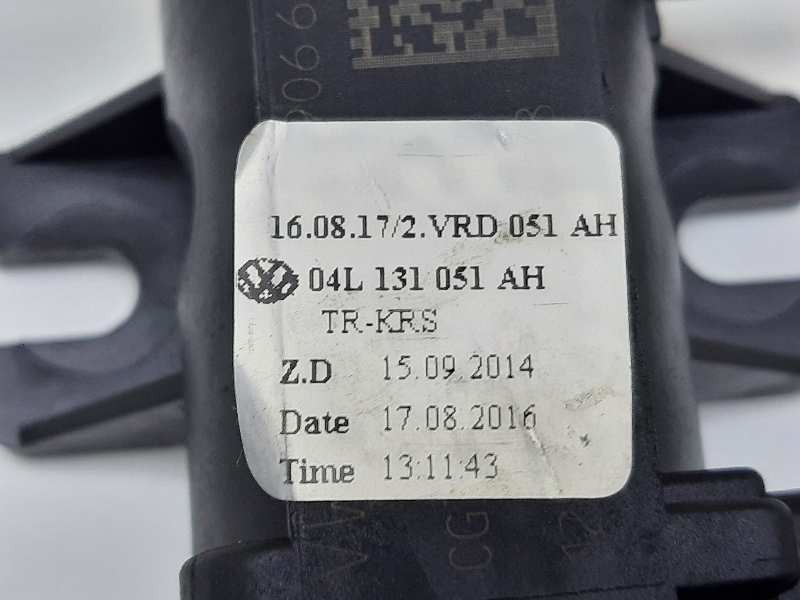 16.08.17/2.VRD 051 AH
04L 131 051 AH
TR-KRS
Z.D 15.09.2014
Date 17.08.2016
Time 13:11:43